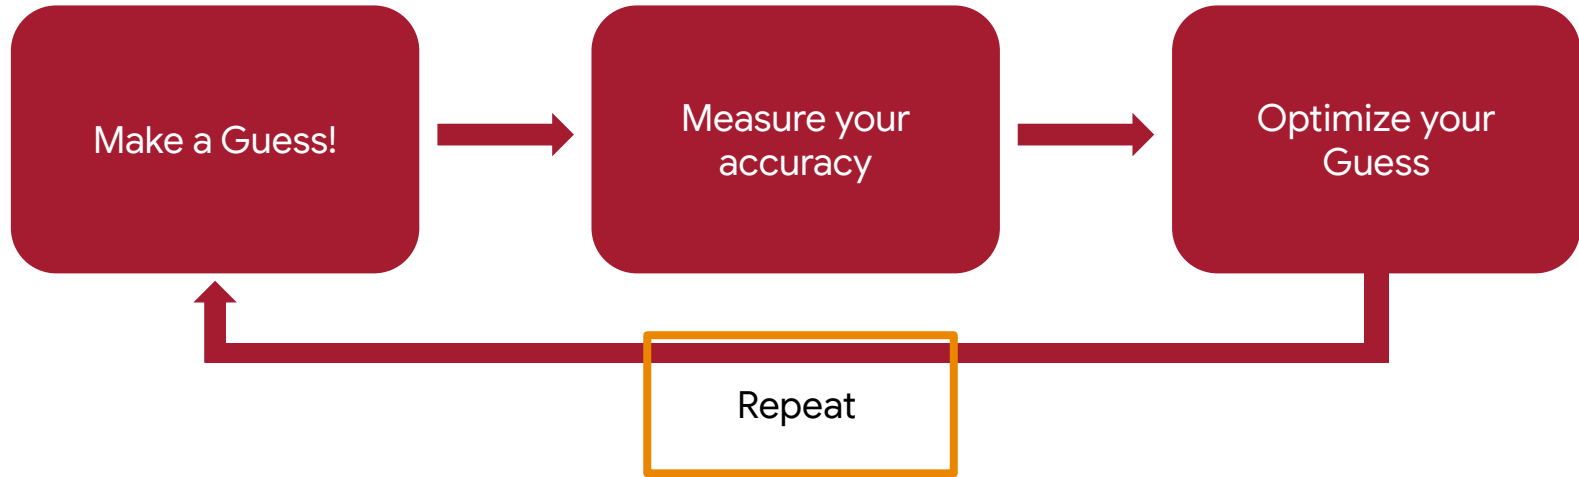 Make a Guess!
Measure your
accuracy
Optimize your
Guess
Repeat